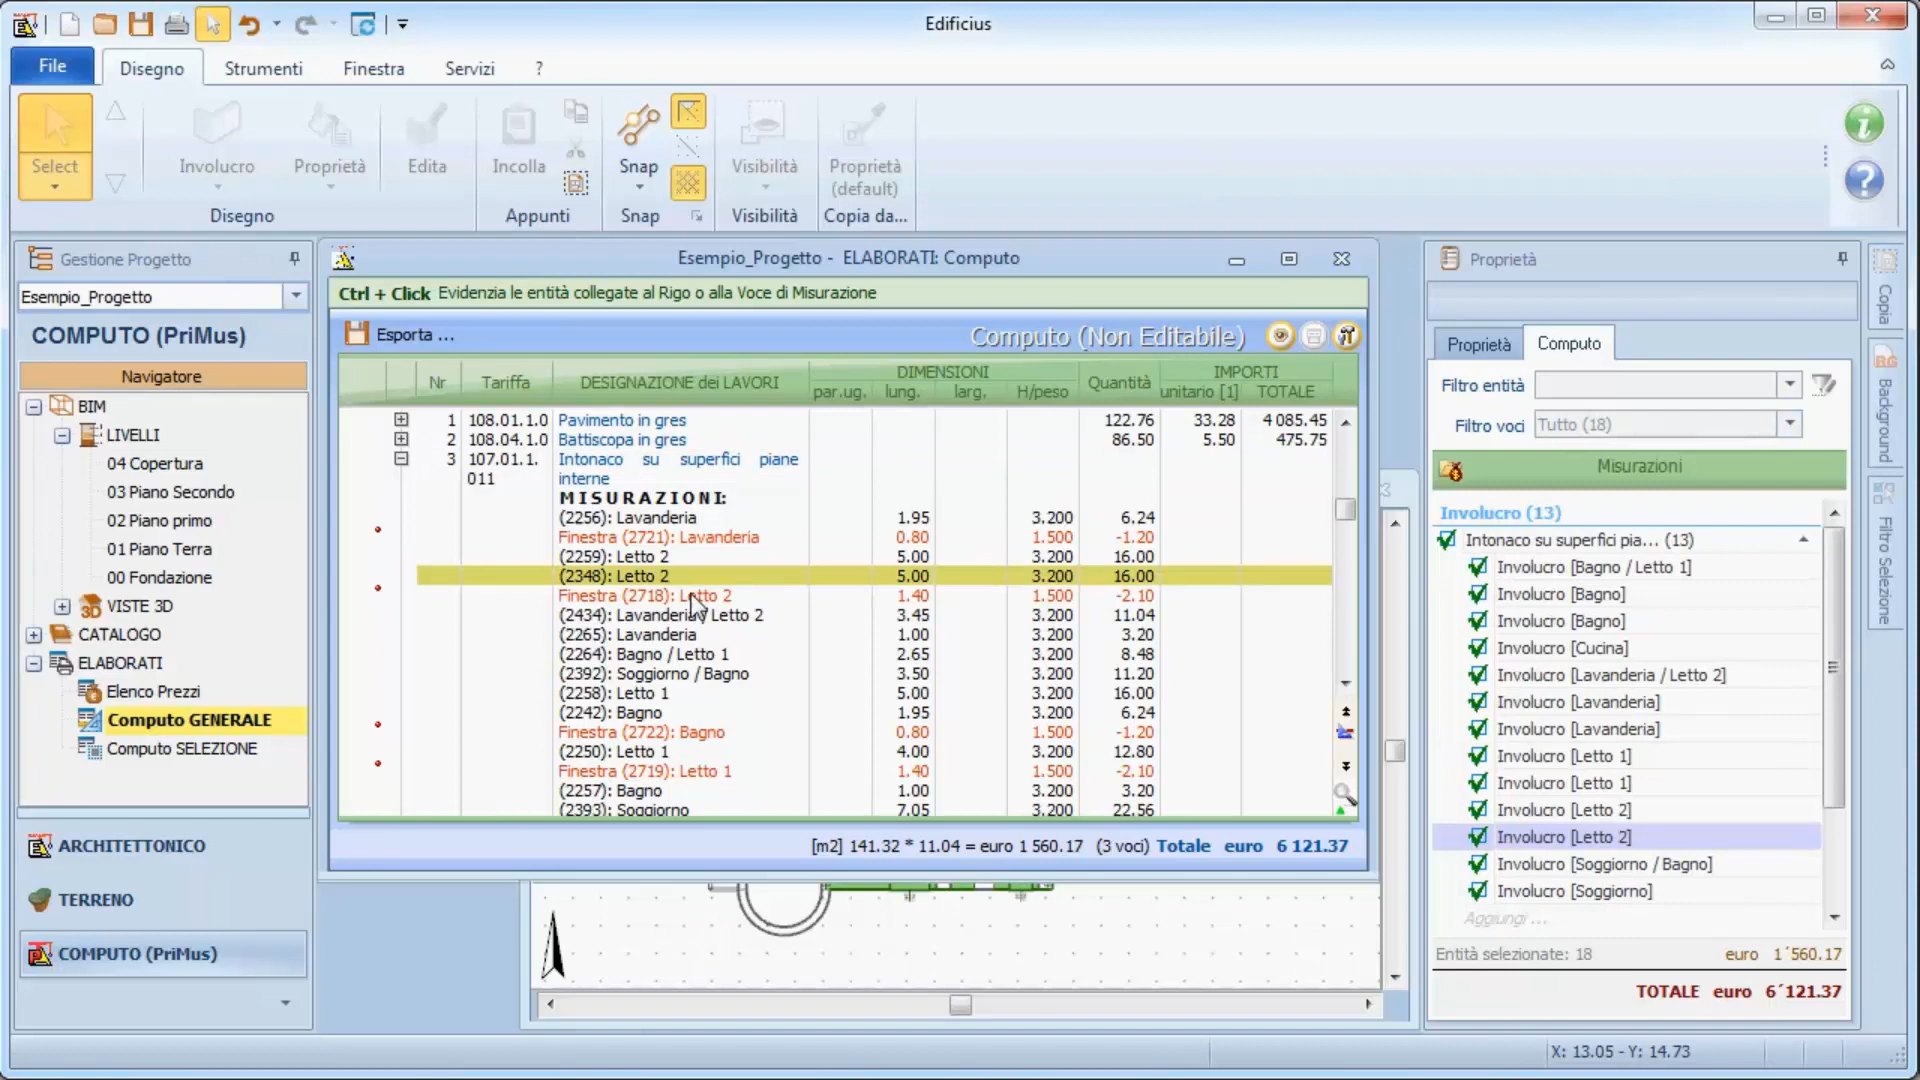 Edificius
File Disegno Strumenti Finestra Servizi ?
Select
Involucro
Proprietà
Edita
Disegno
Incolla
Appunti
Snap
Snap
Visibilità
Visibilità
Proprietà
(default)
Copia da...
Gestione Progetto
Esempio_Progetto
COMPUTO (PriMus)
Navigatore
BIM
LIVELLI
04 Copertura
03 Piano Secondo
02 Piano primo
01 Piano Terra
00 Fondazione
3D VISTE 3D
CATALOGO
ELABORATI
Elenco Prezzi
Computo GENERALE
Computo SELEZIONE
ARCHITETTONICO
TERRENO
COMPUTO (PriMus)
Esempio_Progetto - ELABORATI: Computo
Ctrl + Click Evidenzia le entità collegate al Rigo o alla Voce di Misurazione
Esporta ...
Computo (Non Editabile)
Nr Tariffa DESIGNAZIONE dei LAVORI DIMENSIONI Quantità IMPORTI
par.ug. lung. larg. H/peso unitario [1] TOTALE
1 108.01.1.0 Pavimento in gres 122.76 33.28 4 085.45
2 108.04.1.0 Battiscopa in gres 86.50 5.50 475.75
3 107.01.1. Intonaco su superfici piane
011 interne
MISURAZIONI:
(2256): Lavanderia 1.95 3.200 6.24
Finestra (2721): Lavanderia 0.80 1.500 -1.20
(2259): Letto 2 5.00 3.200 16.00
(2348): Letto 2 5.00 3.200 16.00
Finestra (2718): Letto 2 1.40 1.500 -2.10
(2434): Lavanderia / Letto 2 3.45 3.200 11.04
(2265): Lavanderia 1.00 3.200 3.20
(2264): Bagno / Letto 1 2.65 3.200 8.48
(2392): Soggiorno / Bagno 3.50 3.200 11.20
(2258): Letto 1 5.00 3.200 16.00
(2242): Bagno 1.95 3.200 6.24
Finestra (2722): Bagno 0.80 1.500 -1.20
(2250): Letto 1 4.00 3.200 12.80
Finestra (2719): Letto 1 1.40 1.500 -2.10
(2257): Bagno 1.00 3.200 3.20
(2393): Soggiorno 7.05 3.200 22.56
[m2] 141.32 * 11.04 = euro 1 560.17 (3 voci) Totale euro 6 121.37
Proprietà
Proprietà Computo
Filtro entità
Filtro voci Tutto (18)
Misurazioni
Involucro (13)
Intonaco su superfici pia... (13)
Involucro [Bagno / Letto 1]
Involucro [Bagno]
Involucro [Bagno]
Involucro [Cucina]
Involucro [Lavanderia / Letto 2]
Involucro [Lavanderia]
Involucro [Lavanderia]
Involucro [Letto 1]
Involucro [Letto 1]
Involucro [Letto 2]
Involucro [Letto 2]
Involucro [Soggiorno / Bagno]
Involucro [Soggiorno]
Aggiungi ...
Entità selezionate: 18 euro 1´560.17
TOTALE euro 6´121.37
Copia
Background
Filtro Selezione
X: 13.05 - Y: 14.73